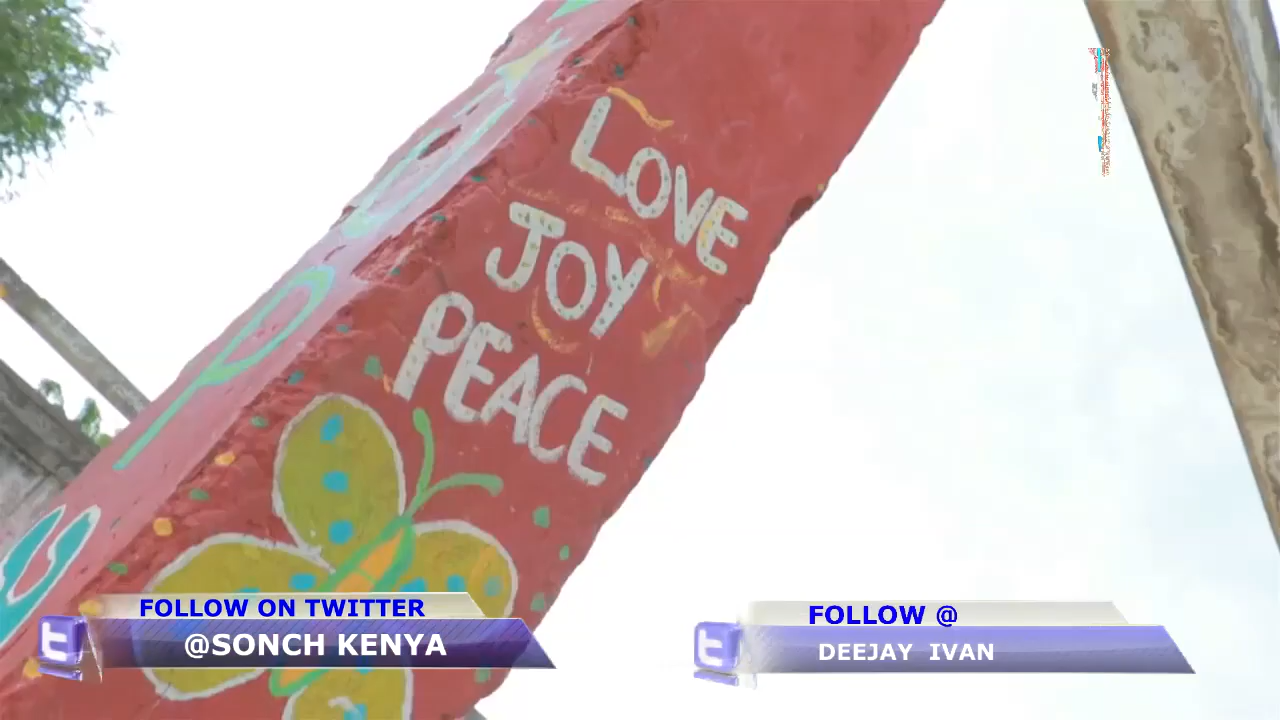 LOVE
JOY
PEACE
FOLLOW ON TWITTER
@SONCH KENYA
FOLLOW @
DEEJAY IVAN